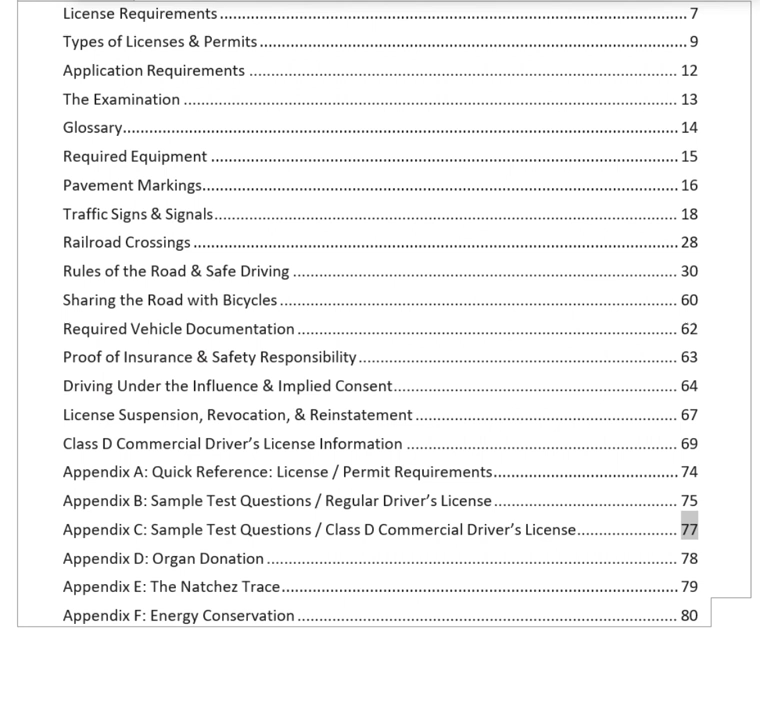 License Requirements ........ 7
Types of Licenses & Permits ........ 9
Application Requirements ........ 12
The Examination ........ 13
Glossary ........ 14
Required Equipment ........ 15
Pavement Markings ........ 16
Traffic Signs & Signals ........ 18
Railroad Crossings ........ 28
Rules of the Road & Safe Driving ........ 30
Sharing the Road with Bicycles ........ 60
Required Vehicle Documentation ........ 62
Proof of Insurance & Safety Responsibility ........ 63
Driving Under the Influence & Implied Consent ........ 64
License Suspension, Revocation, & Reinstatement ........ 67
Class D Commercial Driver’s License Information ........ 69
Appendix A: Quick Reference: License / Permit Requirements ........ 74
Appendix B: Sample Test Questions / Regular Driver’s License ........ 75
Appendix C: Sample Test Questions / Class D Commercial Driver’s License ........ 77
Appendix D: Organ Donation ........ 78
Appendix E: The Natchez Trace ........ 79
Appendix F: Energy Conservation ........ 80